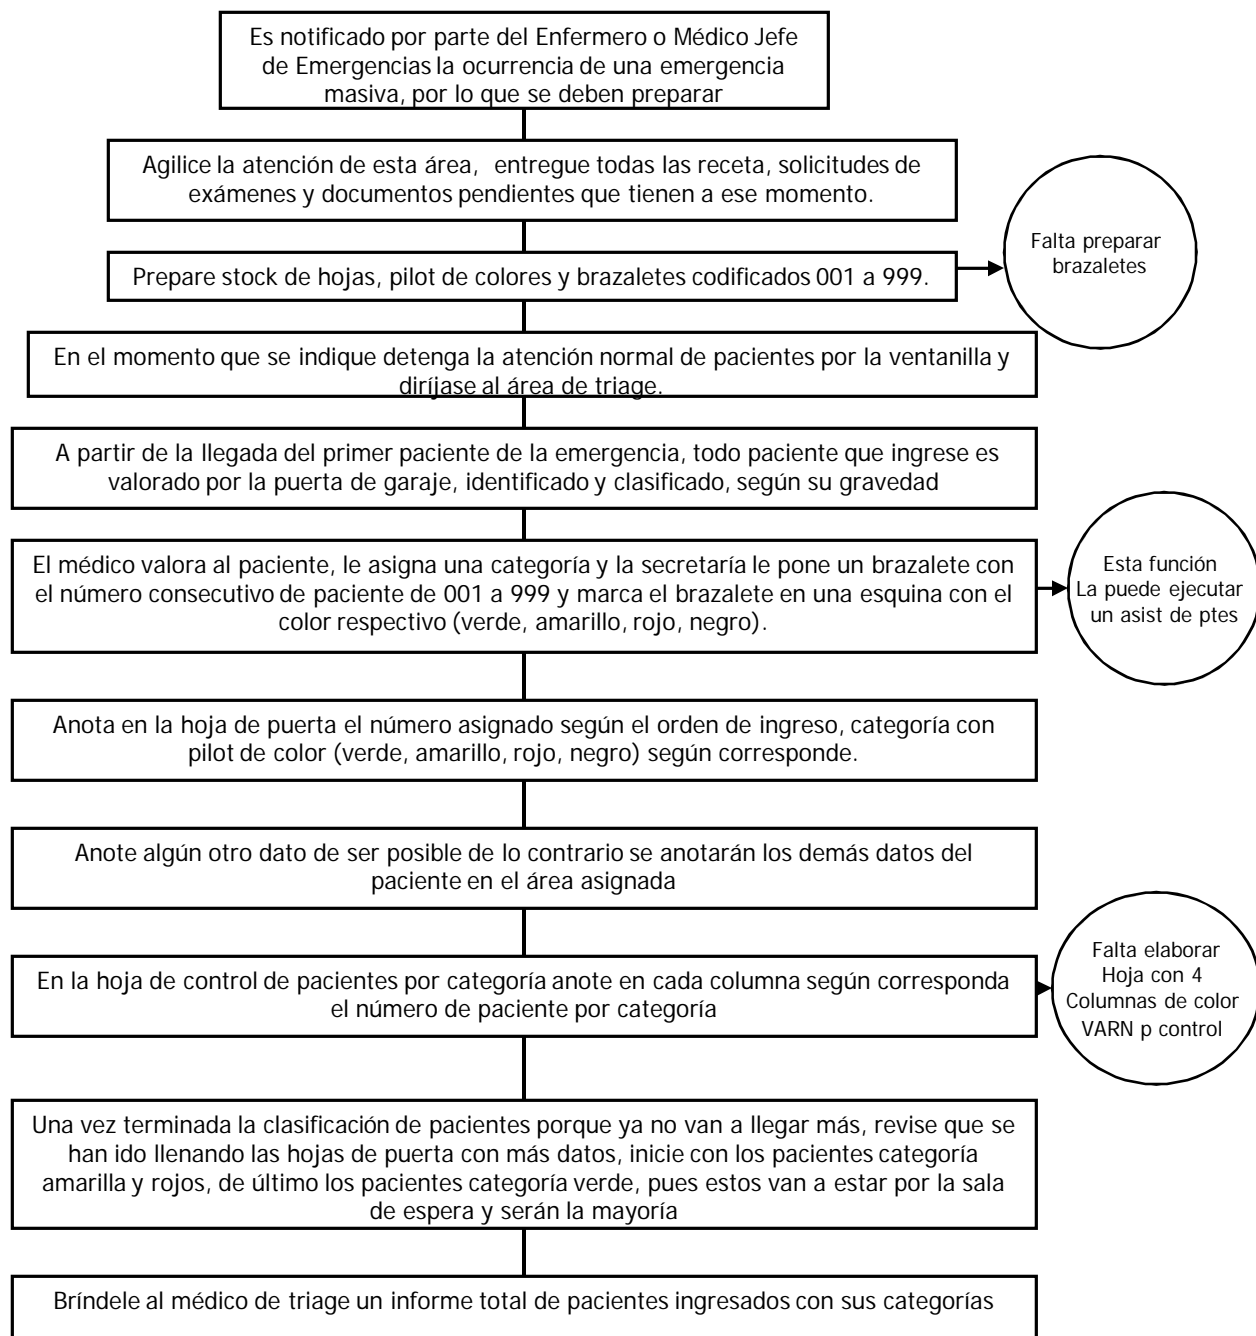 Es notificado por parte del Enfermero o Médico Jefe
de Emergencias la ocurrencia de una emergencia
masiva, por lo que se deben preparar
Agilice la atención de esta área, entregue todas las receta, solicitudes de
exámenes y documentos pendientes que tienen a ese momento.
Falta preparar
brazaletes
Prepare stock de hojas, pilot de colores y brazaletes codificados 001 a 999.
En el momento que se indique detenga la atención normal de pacientes por la ventanilla y
diríjase al área de triage.
A partir de la llegada del primer paciente de la emergencia, todo paciente que ingrese es
valorado por la puerta de garaje, identificado y clasificado, según su gravedad
El médico valora al paciente, le asigna una categoría y la secretaría le pone un brazalete con
el número consecutivo de paciente de 001 a 999 y marca el brazalete en una esquina con el
color respectivo (verde, amarillo, rojo, negro).
Esta función
La puede ejecutar
un asist de ptes
Anota en la hoja de puerta el número asignado según el orden de ingreso, categoría con
pilot de color (verde, amarillo, rojo, negro) según corresponde.
Anote algún otro dato de ser posible de lo contrario se anotarán los demás datos del
paciente en el área asignada
En la hoja de control de pacientes por categoría anote en cada columna según corresponda
el número de paciente por categoría
Falta elaborar
Hoja con 4
Columnas de color
VARN p control
Una vez terminada la clasificación de pacientes porque ya no van a llegar más, revise que se
han ido llenando las hojas de puerta con más datos, inicie con los pacientes categoría
amarilla y rojos, de último los pacientes categoría verde, pues estos van a estar por la sala
de espera y serán la mayoría
Bríndele al médico de triage un informe total de pacientes ingresados con sus categorías